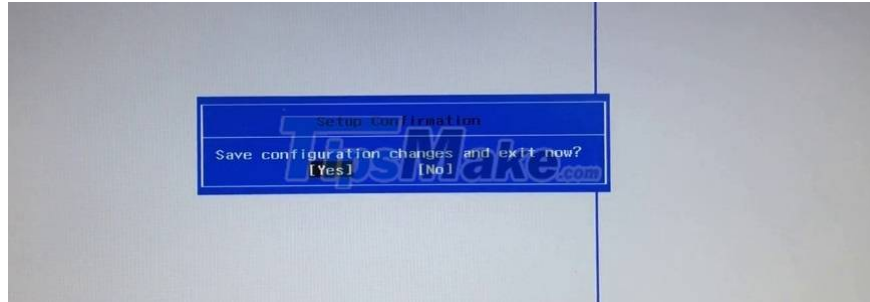 Setup Confirmation
Save configuration changes and exit now?
[Yes] [No]
TipsMake.com